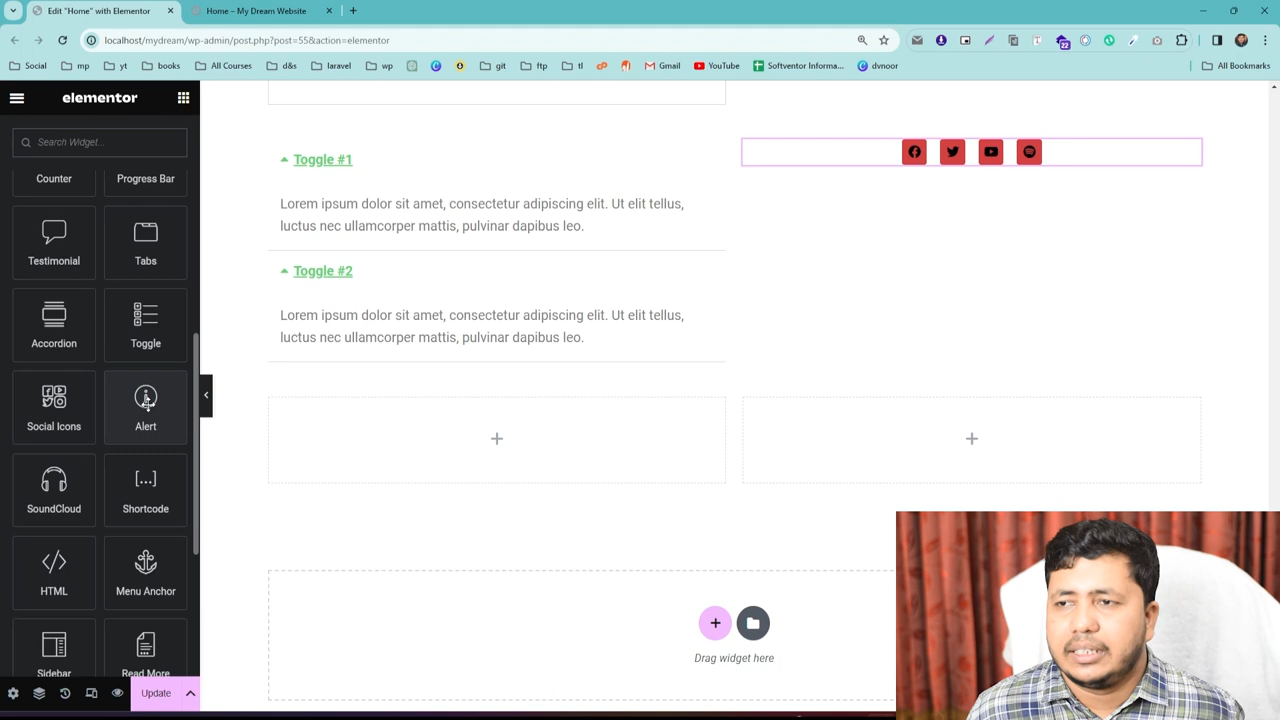 Edit "Home" with Elementor
Home – My Dream Website
localhost/mydream/wp-admin/post.php?post=55&action=elementor
22
Social
mp
yt
books
All Courses
d&s
laravel
wp
git
ftp
tl
Gmail
YouTube
Softventor Informa...
dvnoor
All Bookmarks
elementor
Search Widget...
Counter
Progress Bar
Testimonial
Tabs
Accordion
Toggle
Social Icons
Alert
SoundCloud
Shortcode
HTML
Menu Anchor
Sidebar
Read More
Update
Toggle #1
Lorem ipsum dolor sit amet, consectetur adipiscing elit. Ut elit tellus,
luctus nec ullamcorper mattis, pulvinar dapibus leo.
Toggle #2
Lorem ipsum dolor sit amet, consectetur adipiscing elit. Ut elit tellus,
luctus nec ullamcorper mattis, pulvinar dapibus leo.
Drag widget here